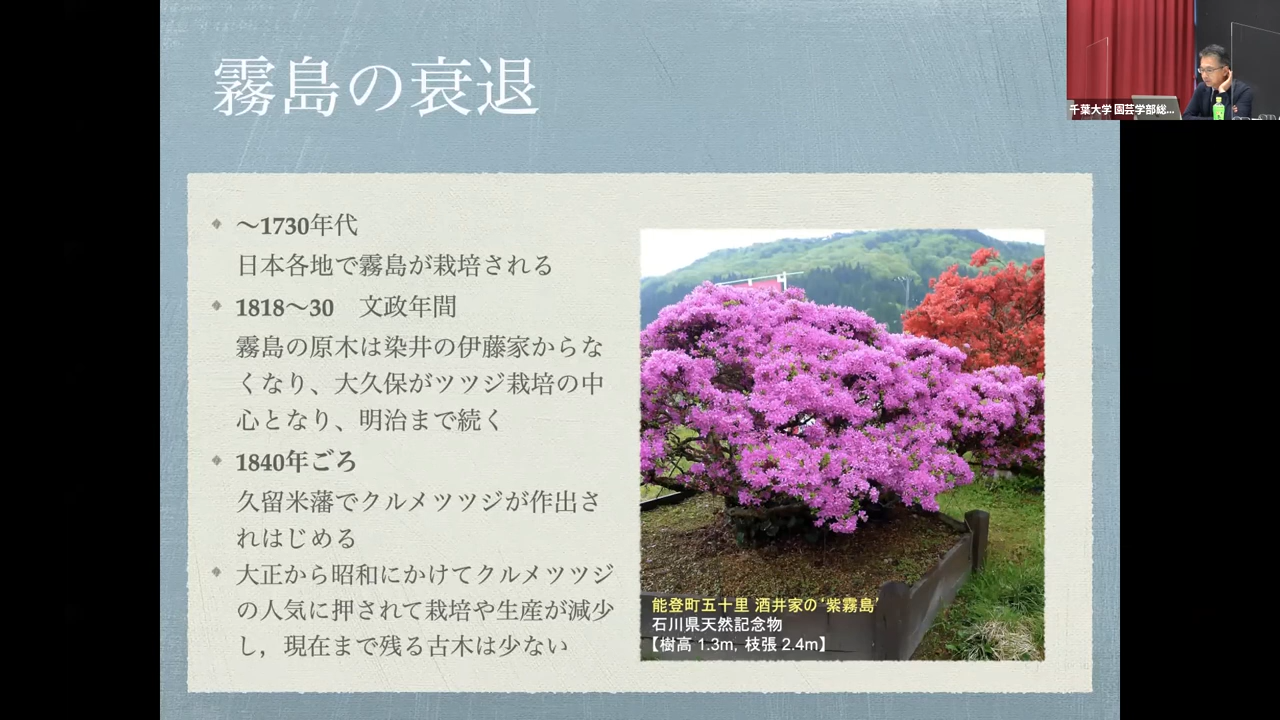 霧島の衰退
千葉大学 園芸学部総...
～1730年代
日本各地で霧島が栽培される
1818～30　文政年間
霧島の原木は染井の伊藤家からな
くなり、大久保がツツジ栽培の中
心となり、明治まで続く
1840年ごろ
久留米藩でクルメツツジが作出さ
れはじめる
大正から昭和にかけてクルメツツジ
の人気に押されて栽培や生産が減少
し，現在まで残る古木は少ない
能登町五十里 酒井家の‘紫霧島’
石川県天然記念物
【樹高 1.3m, 枝張 2.4m】